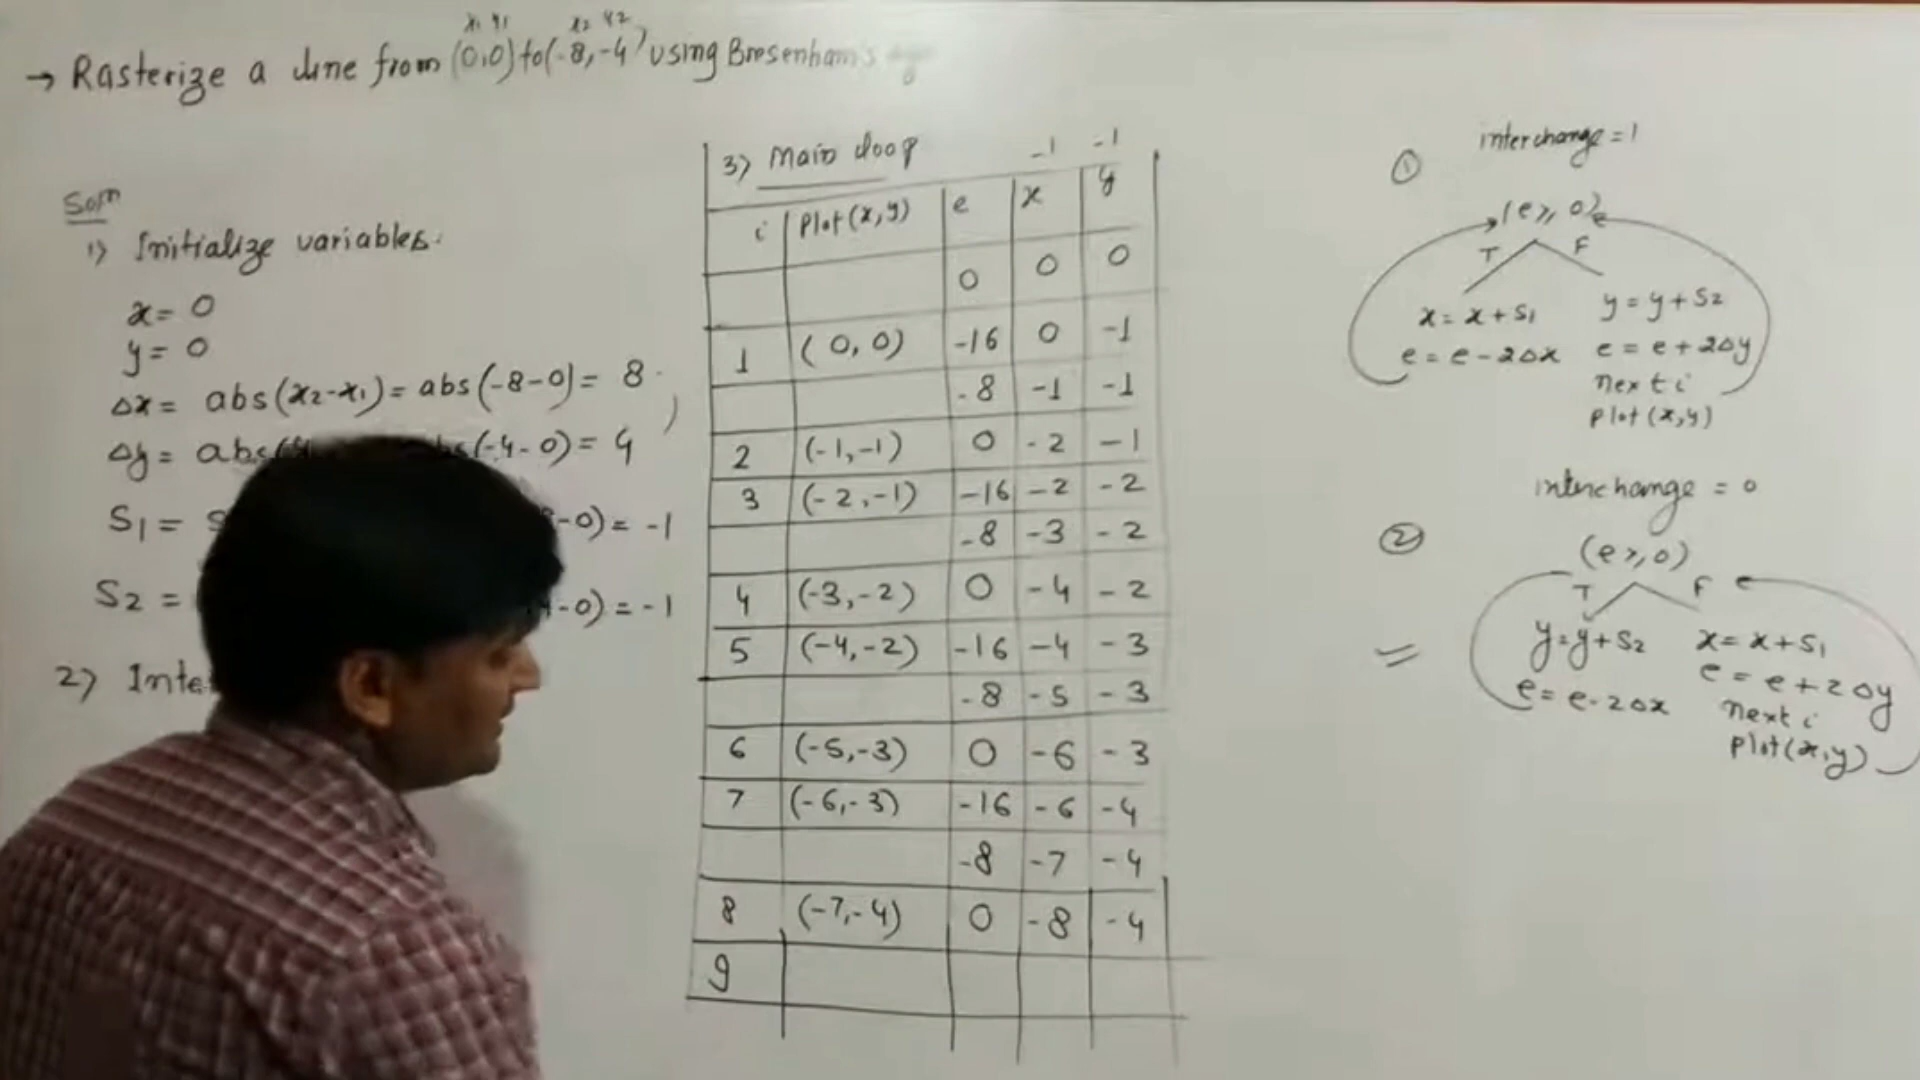 x1 y1 x2 y2
→ Rasterize a line from (0,0) to (-8,-4) using Bresenham's
Soln
1) Initialize variables.
x= 0
y= 0
Δx= abs(x2-x1)= abs(-8-0)= 8
Δy= abs -4-0)= 4
S1= -0)= -1
S2= -0)= -1
2)
3) Main loop -1 -1
i Plot(x,y) e x y
0 0 0
1 (0,0) -16 0 -1
-8 -1 -1
2 (-1,-1) 0 -2 -1
3 (-2,-1) -16 -2 -2
-8 -3 -2
4 (-3,-2) 0 -4 -2
5 (-4,-2) -16 -4 -3
-8 -5 -3
6 (-5,-3) 0 -6 -3
7 (-6,-3) -16 -6 -4
-8 -7 -4
8 (-7,-4) 0 -8 -4
9
interchange = 1
①
(e ≥ 0)
T F
x= x+S1 y= y+S2
e= e-2Δx e= e+2Δy
next i
plot(x,y)
interchange = 0
② (e ≥ 0)
T F
y=y+S2 x= x+S1
e= e-2Δx e= e+2Δy
next i
plot(x,y)